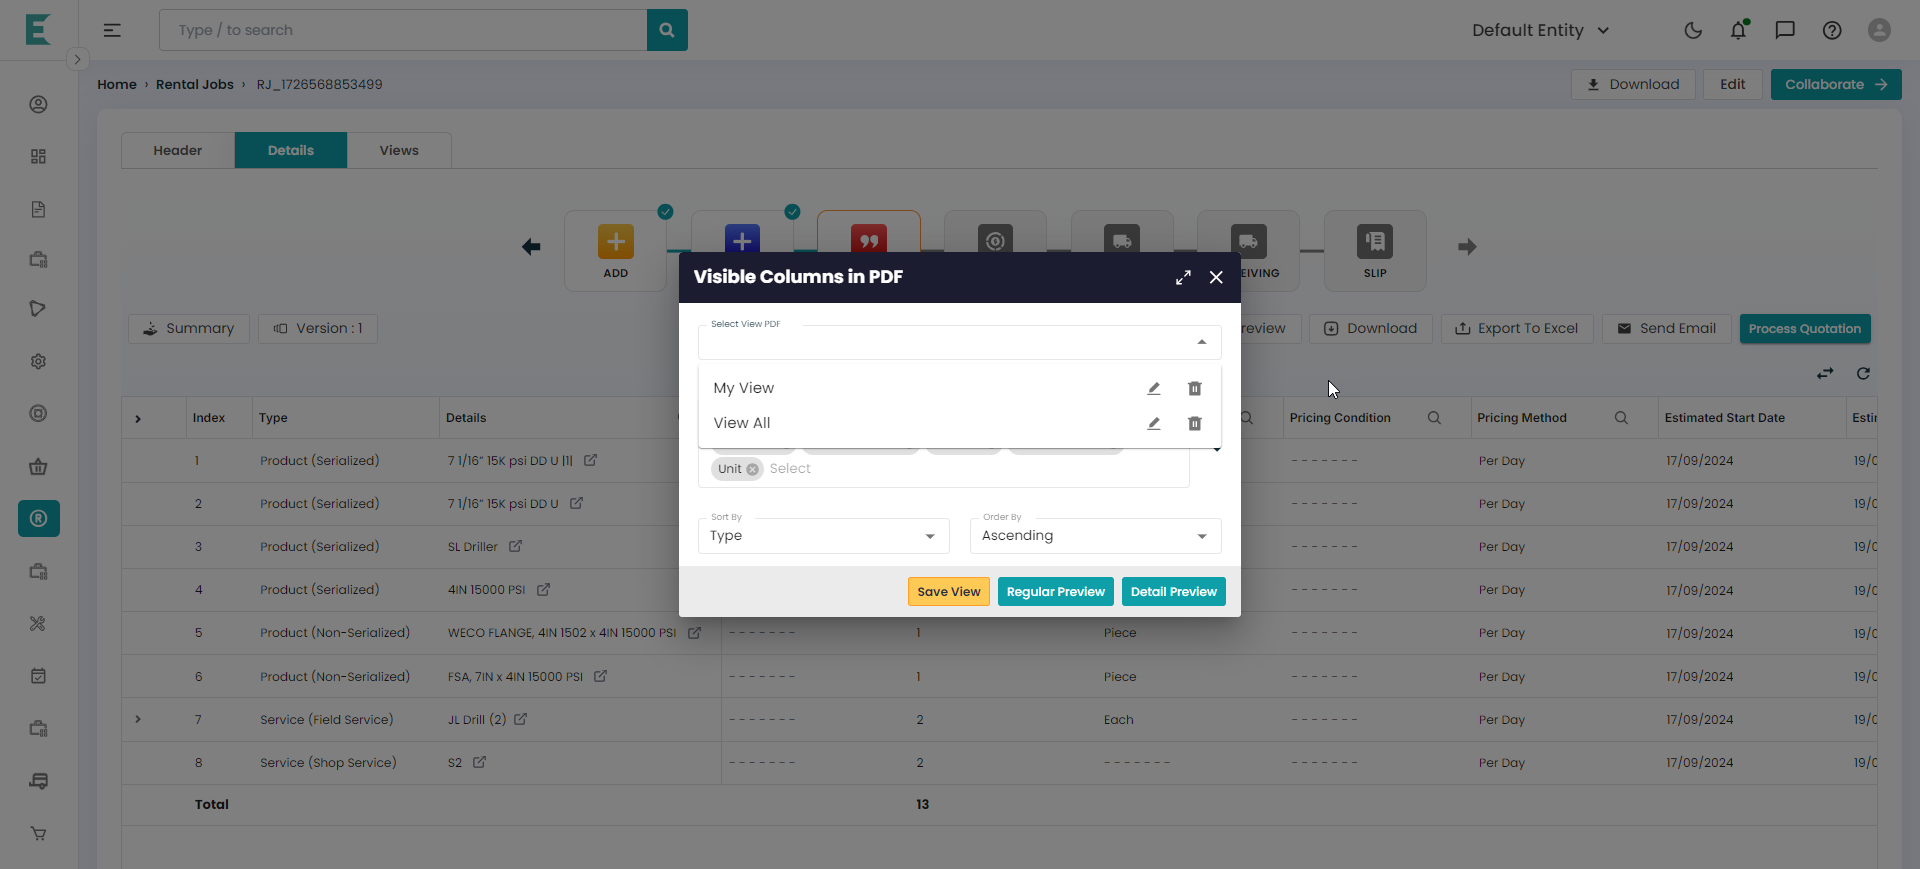 Type / to search
Default Entity
Home › Rental Jobs › RJ_1726568853499
Download
Edit
Collaborate
Header
Details
Views
ADD
EIVING
SLIP
Visible Columns in PDF
Summary
Version : 1
review
Download
Export To Excel
Send Email
Process Quotation
Select View PDF
My View
View All
Unit
Select
Sort By
Type
Order By
Ascending
Save View
Regular Preview
Detail Preview
Index Type Details Pricing Condition Pricing Method Estimated Start Date Estin
1 Product (Serialized) 7 1/16" 15K psi DD U |1| - - - - - - - Per Day 17/09/2024 19/0
2 Product (Serialized) 7 1/16" 15K psi DD U - - - - - - - Per Day 17/09/2024 19/0
3 Product (Serialized) SL Driller - - - - - - - Per Day 17/09/2024 19/0
4 Product (Serialized) 4IN 15000 PSI - - - - - - - Per Day 17/09/2024 19/0
5 Product (Non-Serialized) WECO FLANGE, 4IN 1502 x 4IN 15000 PSI - - - - - - - 1 Piece - - - - - - - Per Day 17/09/2024 19/0
6 Product (Non-Serialized) FSA, 7IN x 4IN 15000 PSI - - - - - - - 1 Piece - - - - - - - Per Day 17/09/2024 19/0
7 Service (Field Service) JL Drill (2) - - - - - - - 2 Each - - - - - - - Per Day 17/09/2024 19/0
8 Service (Shop Service) S2 - - - - - - - 2 - - - - - - - - - - - - - - Per Day 17/09/2024 19/0
Total 13